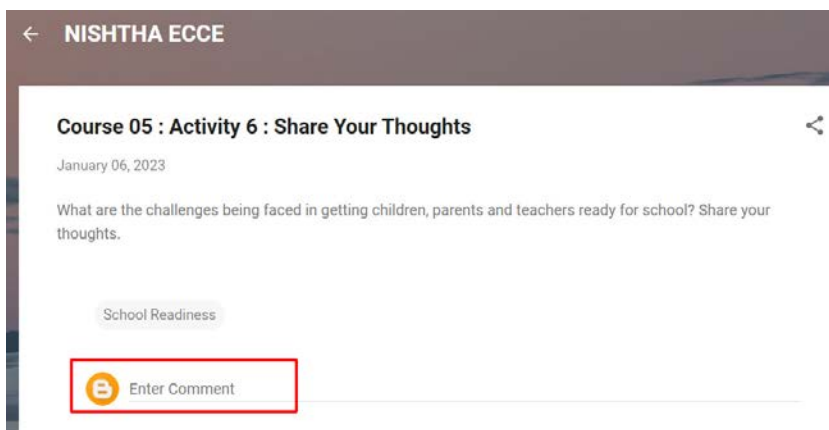 NISHTHA ECCE
Course 05 : Activity 6 : Share Your Thoughts
January 06, 2023
What are the challenges being faced in getting children, parents and teachers ready for school? Share your
thoughts.
School Readiness
Enter Comment